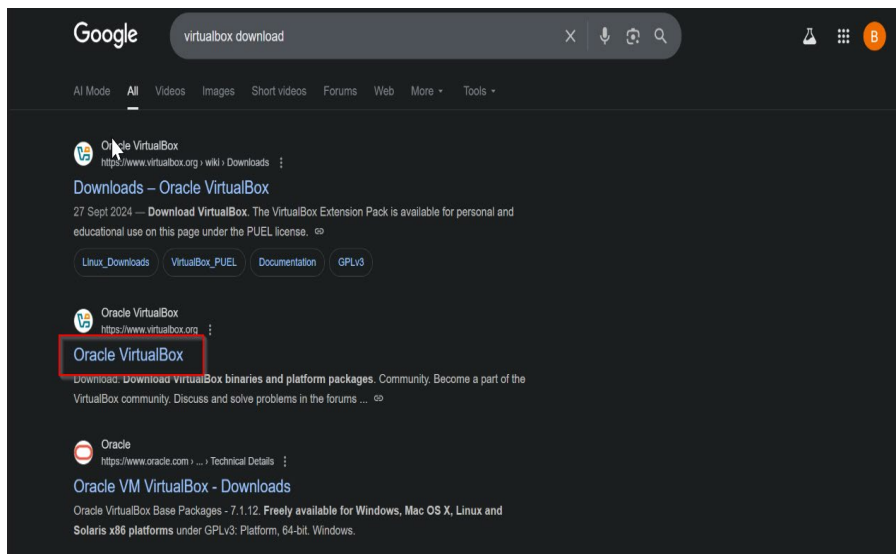 Google
virtualbox download
B
AI Mode All Videos Images Short videos Forums Web More Tools
Oracle VirtualBox
https://www.virtualbox.org › wiki › Downloads
Downloads – Oracle VirtualBox
27 Sept 2024 — Download VirtualBox. The VirtualBox Extension Pack is available for personal and
educational use on this page under the PUEL license.
Linux_Downloads VirtualBox_PUEL Documentation GPLv3
Oracle VirtualBox
https://www.virtualbox.org
Oracle VirtualBox
Download. Download VirtualBox binaries and platform packages. Community. Become a part of the
VirtualBox community. Discuss and solve problems in the forums ...
Oracle
https://www.oracle.com › ... › Technical Details
Oracle VM VirtualBox - Downloads
Oracle VirtualBox Base Packages - 7.1.12. Freely available for Windows, Mac OS X, Linux and
Solaris x86 platforms under GPLv3: Platform, 64-bit. Windows.